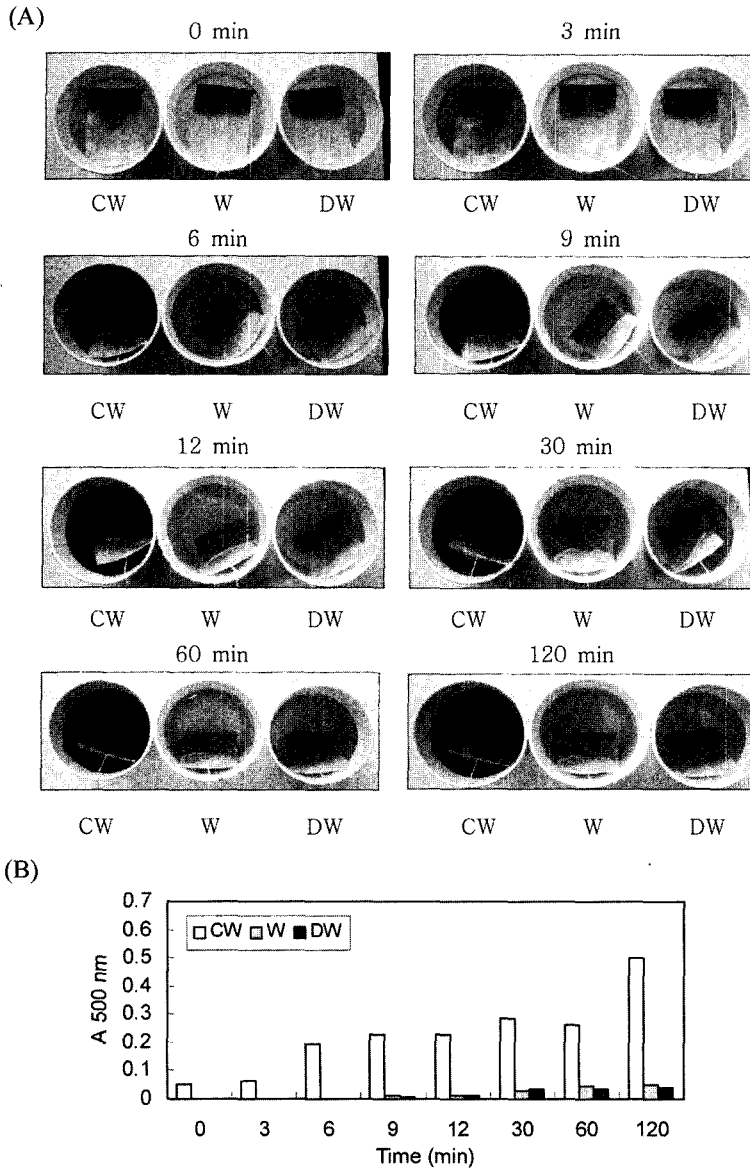 (A)
0 min 3 min
CW W DW CW W DW
6 min 9 min
CW W DW CW W DW
12 min 30 min
CW W DW CW W DW
60 min 120 min
CW W DW CW W DW
(B)
0.7
0.6
0.5
0.4
0.3
0.2
0.1
0
A 500 nm
CW W DW
0 3 6 9 12 30 60 120
Time (min)